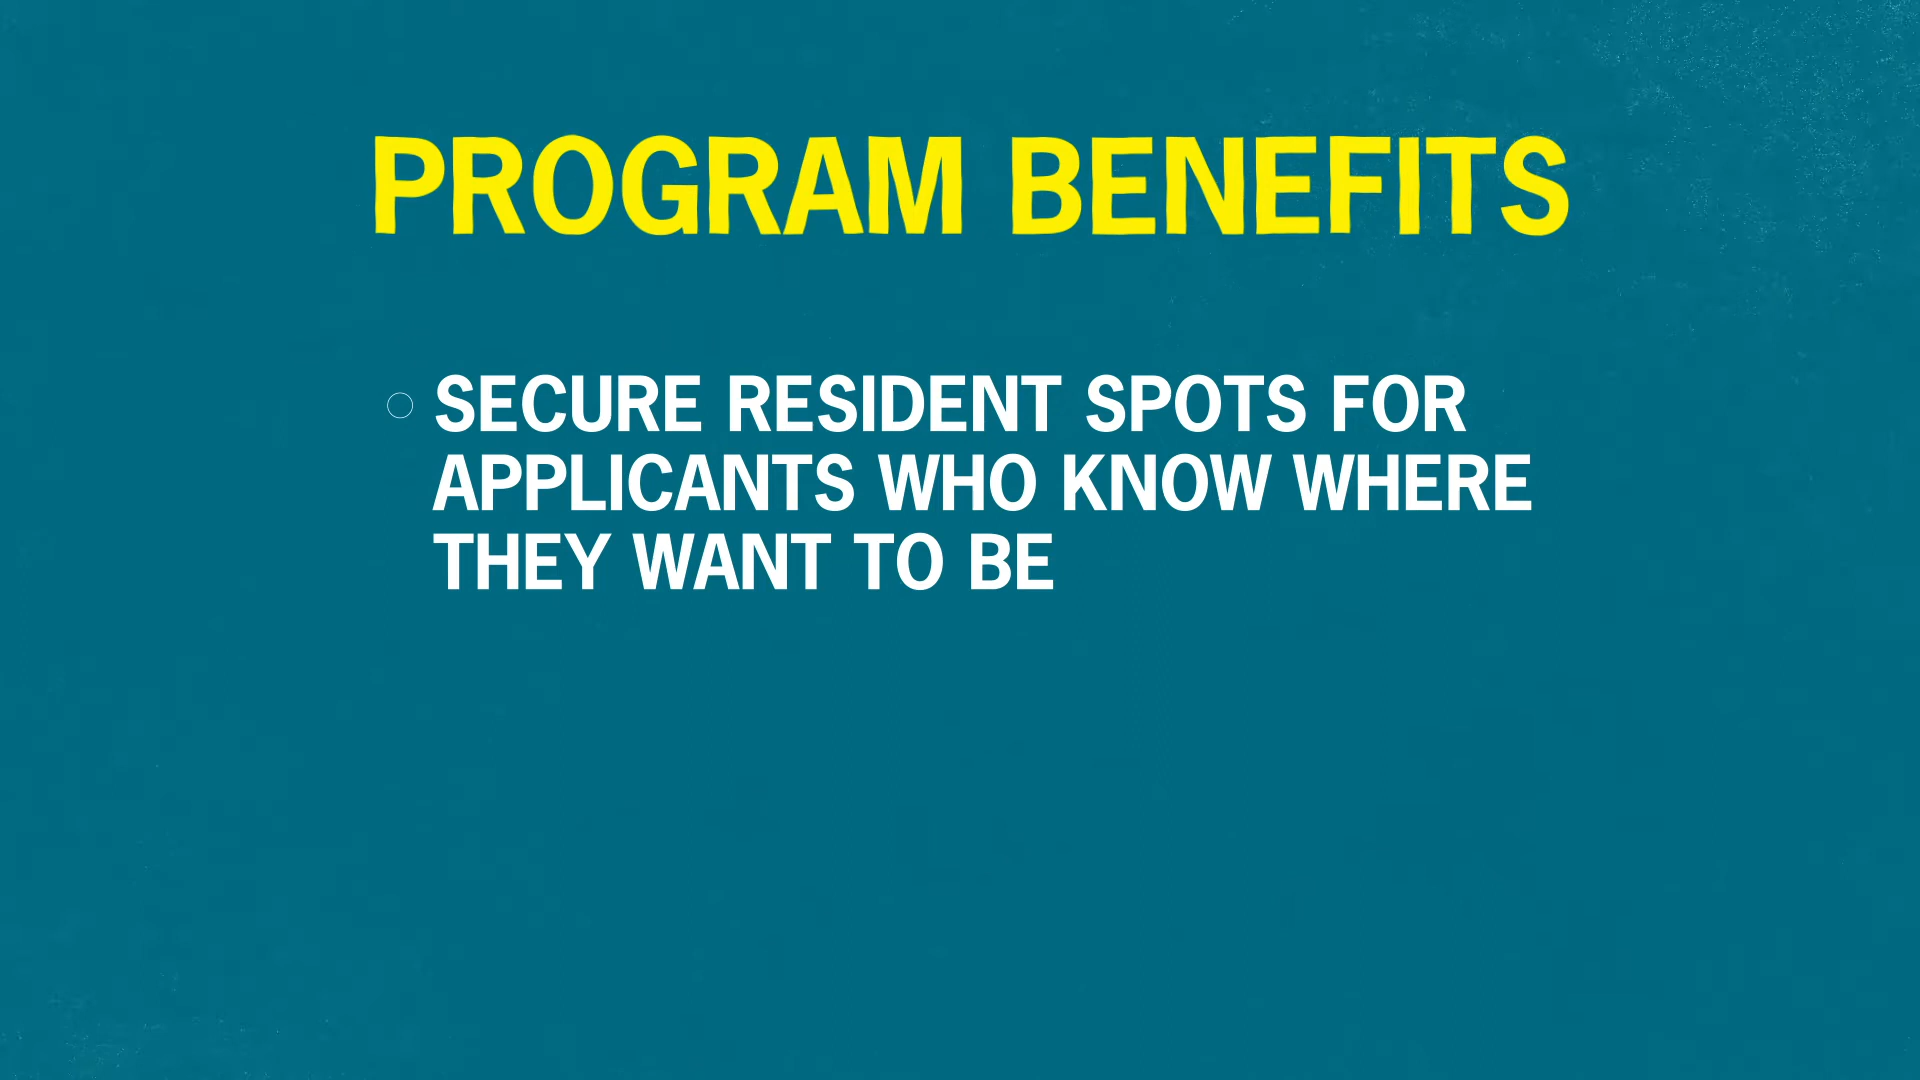 PROGRAM BENEFITS
SECURE RESIDENT SPOTS FOR
APPLICANTS WHO KNOW WHERE
THEY WANT TO BE